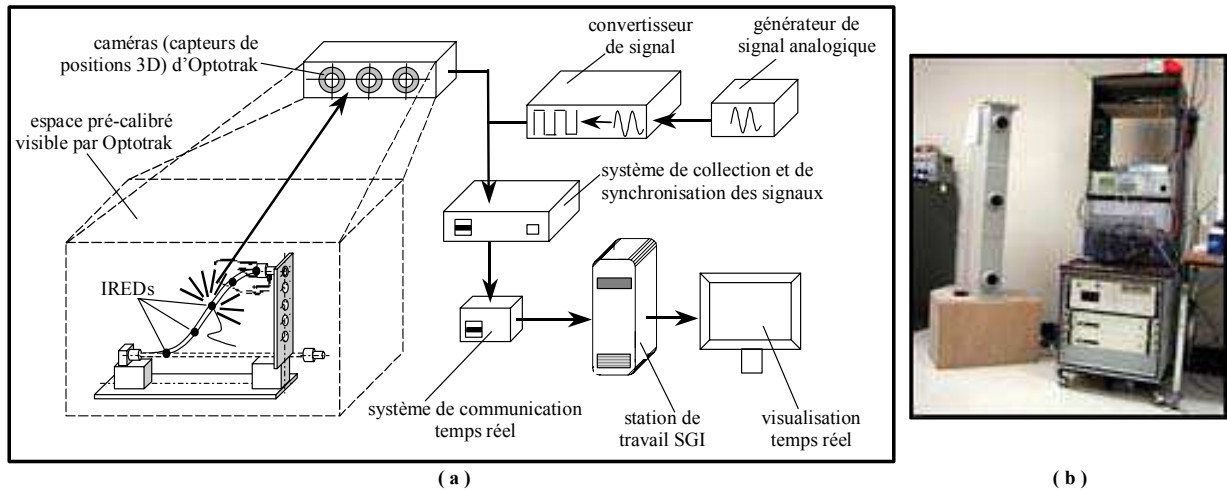 caméras (capteurs de
positions 3D) d'Optotrak
convertisseur
de signal
générateur de
signal analogique
espace pré-calibré
visible par Optotrak
système de collection et de
synchronisation des signaux
IREDs
système de communication
temps réel
station de
travail SGI
visualisation
temps réel
( a )
( b )